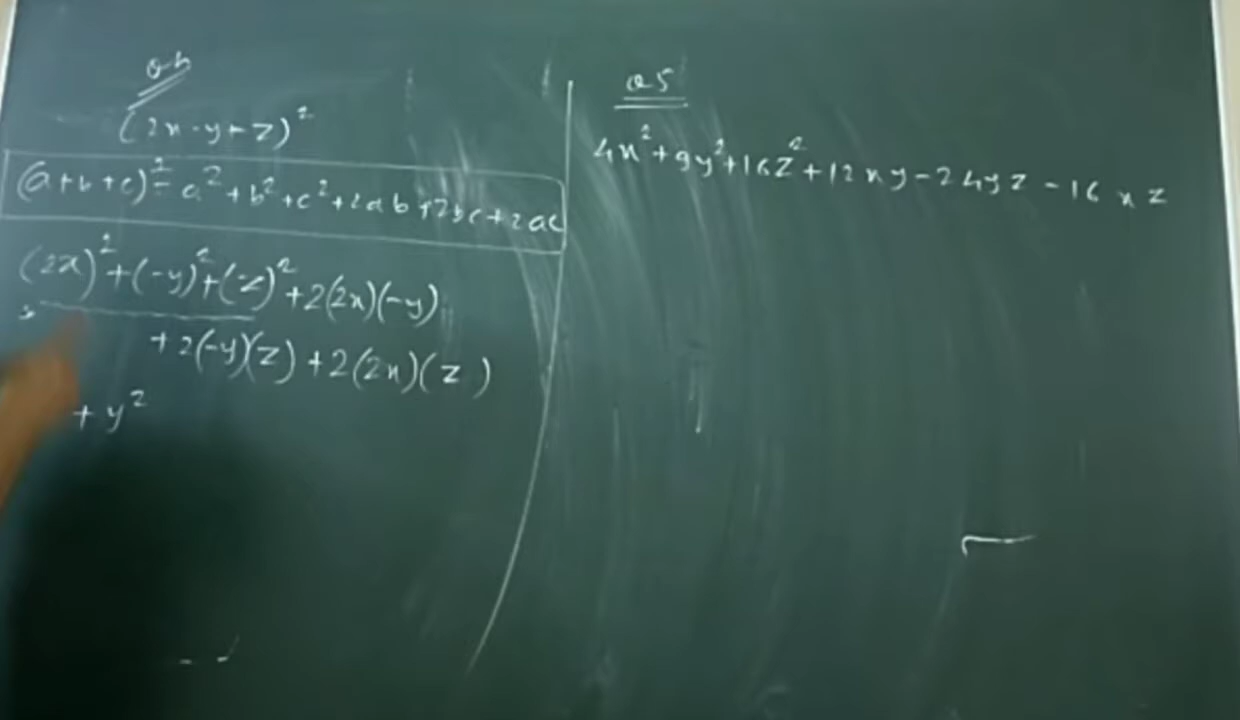 Q4
(2x-y+z)²
(a+b+c)²=a²+b²+c²+2ab+2bc+2ac
(2x)²+(-y)²+(z)²+2(2x)(-y)
+2(-y)(z)+2(2x)(z)
+y²
Q5
4x²+9y²+16z²+12xy-24yz-16xz